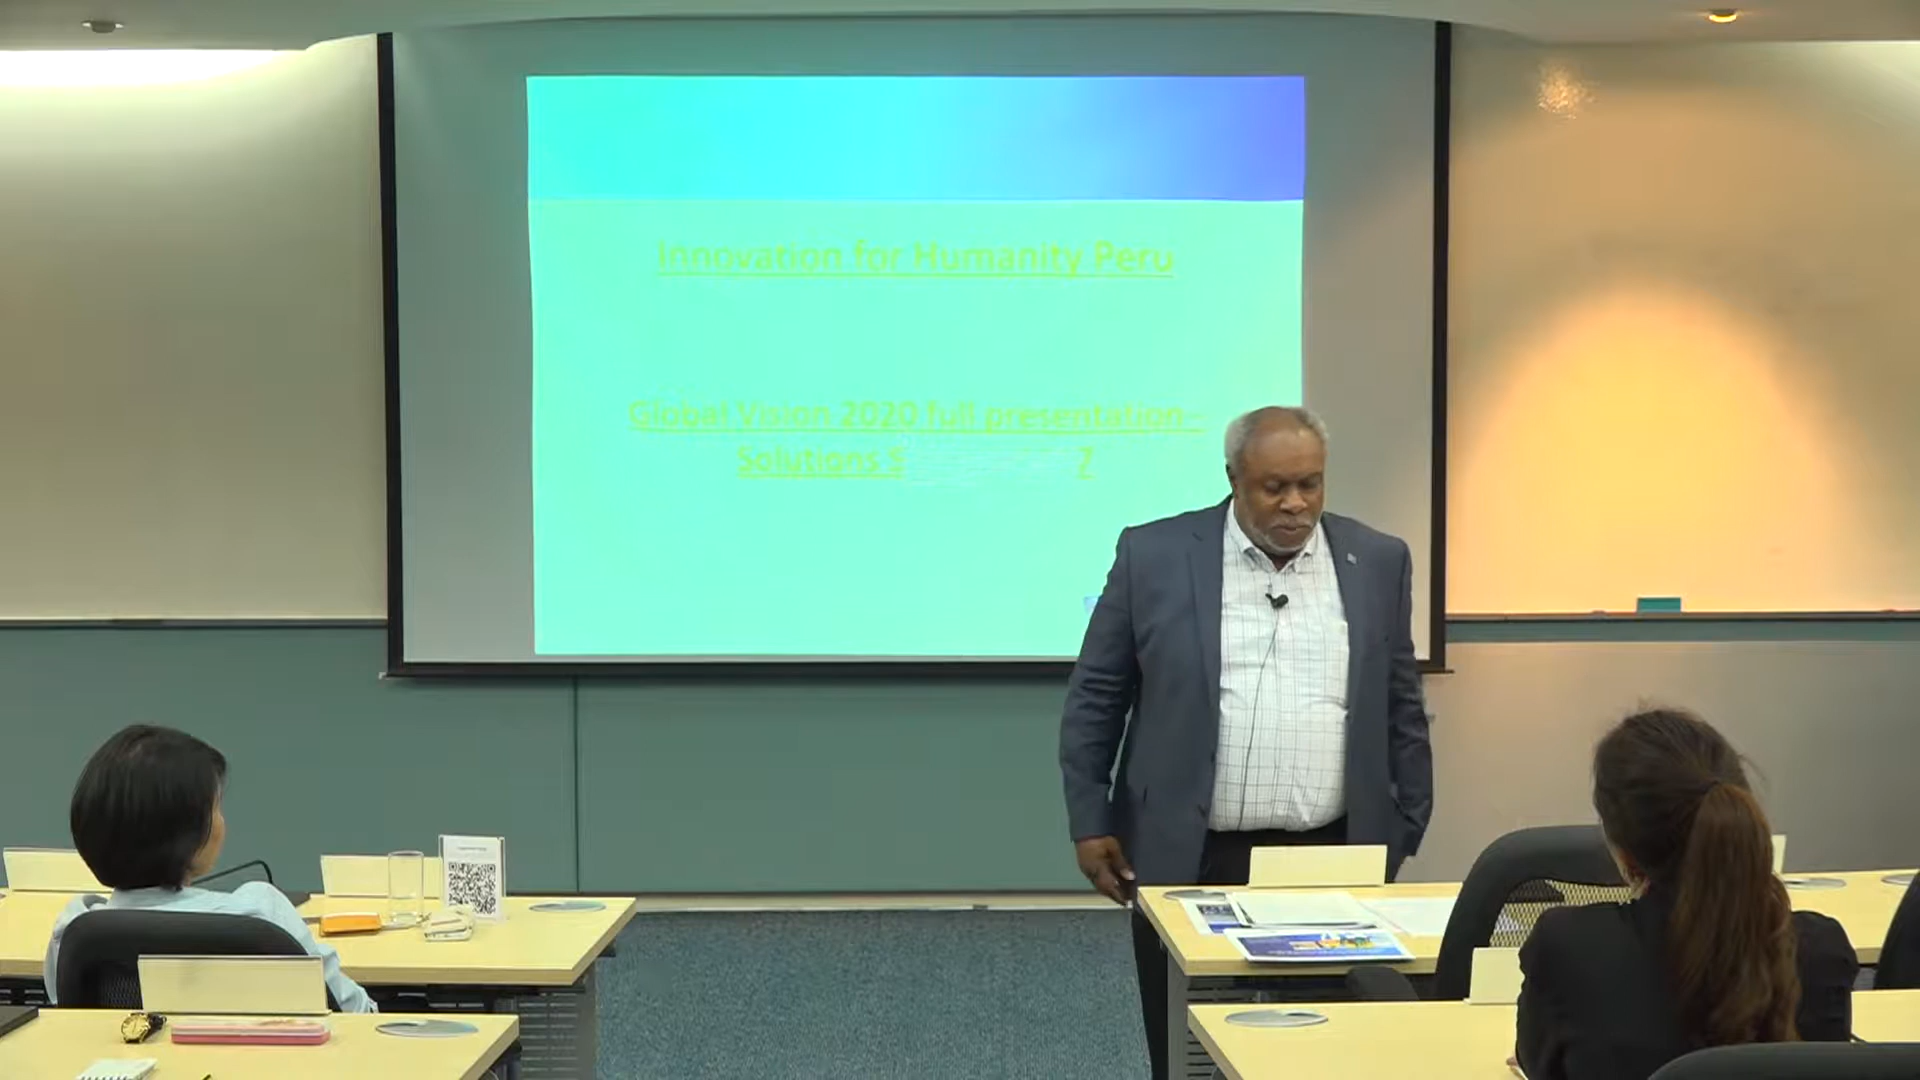 Innovation for Humanity Peru
Global Vision 2020 full presentation -
Solutions S